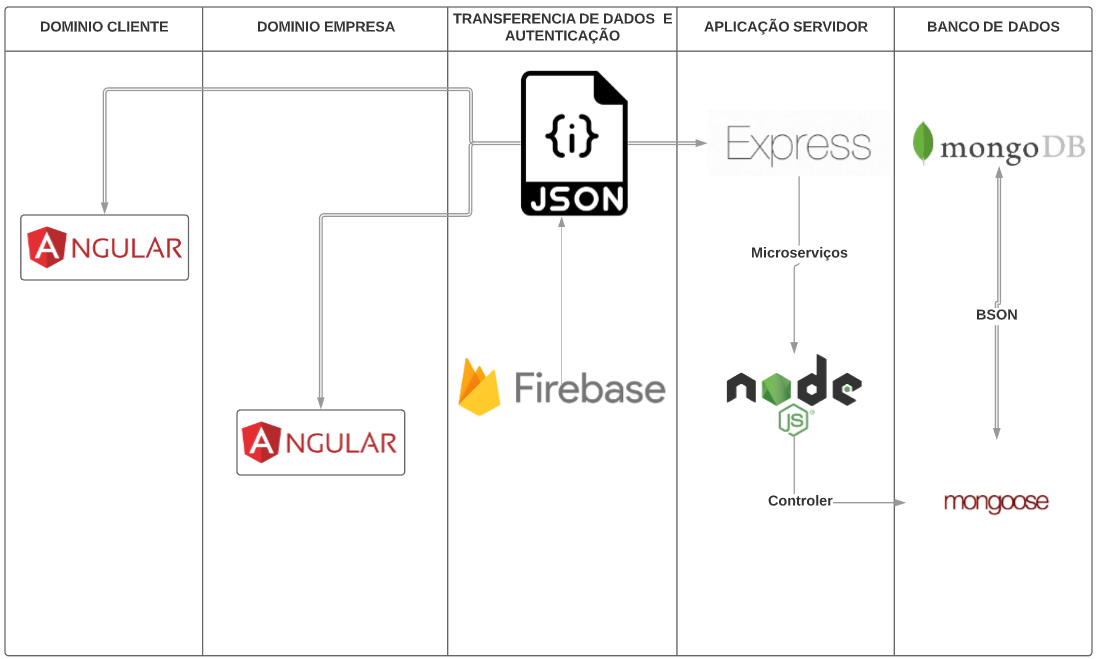 DOMINIO CLIENTE
DOMINIO EMPRESA
TRANSFERENCIA DE DADOS E
AUTENTICAÇÃO
APLICAÇÃO SERVIDOR
BANCO DE DADOS
{i}
JSON
Express
mongoDB
ANGULAR
Microserviços
BSON
Firebase
node
JS
ANGULAR
Controler
mongoose